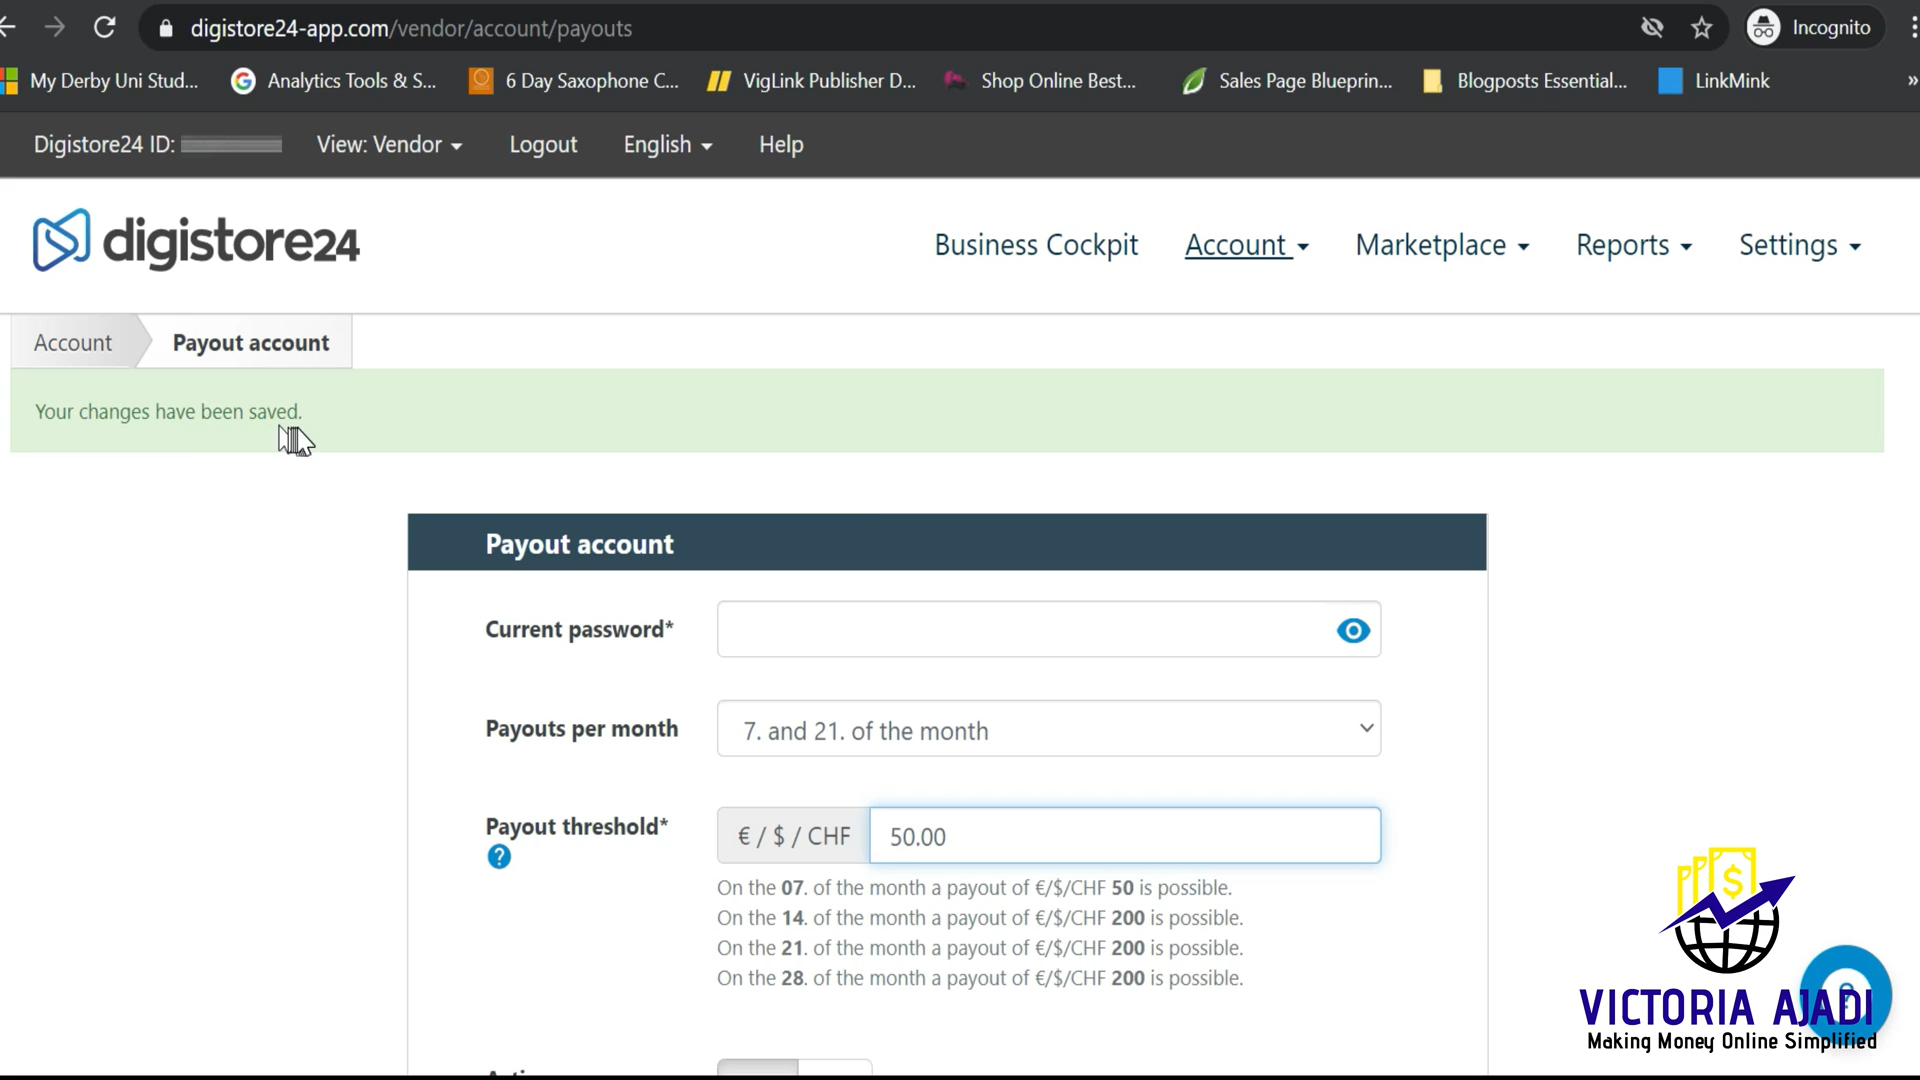 digistore24-app.com/vendor/account/payouts
Incognito
My Derby Uni Stud...
Analytics Tools & S...
6 Day Saxophone C...
VigLink Publisher D...
Shop Online Best...
Sales Page Blueprin...
Blogposts Essential...
LinkMink
»
Digistore24 ID:
View: Vendor
Logout
English
Help
digistore24
Business Cockpit
Account
Marketplace
Reports
Settings
Account
Payout account
Your changes have been saved.
Payout account
Current password*
Payouts per month
7. and 21. of the month
Payout threshold*
?
€ / $ / CHF
50.00
On the 07. of the month a payout of €/$/CHF 50 is possible.
On the 14. of the month a payout of €/$/CHF 200 is possible.
On the 21. of the month a payout of €/$/CHF 200 is possible.
On the 28. of the month a payout of €/$/CHF 200 is possible.
$
VICTORIA AJADI
Making Money Online Simplified